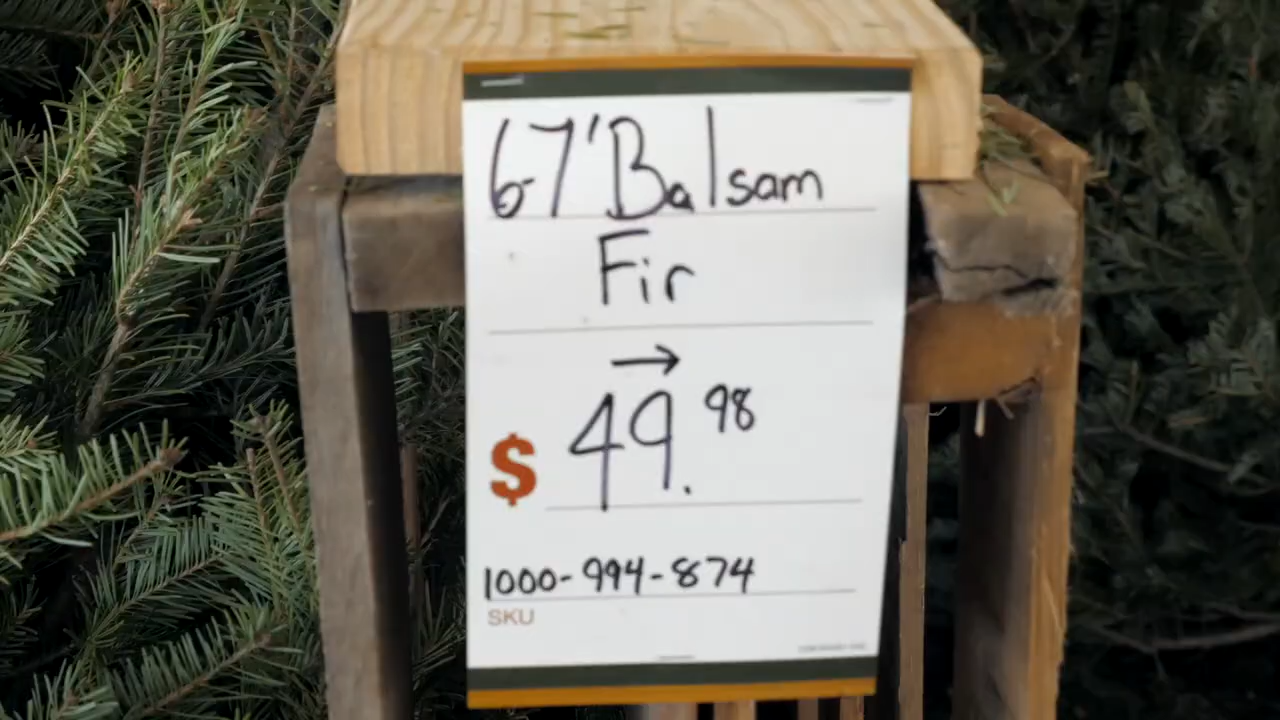 6-7' Balsam
Fir
→
$ 49.98
1000-994-874
SKU